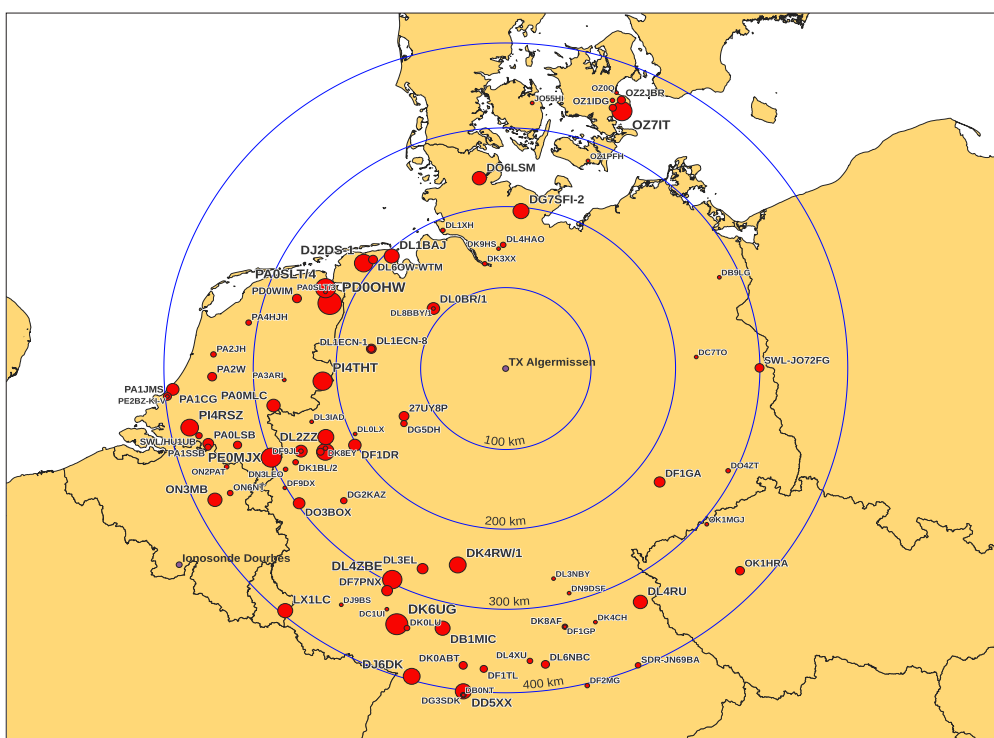 OZ0Q
OZ2JBR
JO55HI
OZ1IDG
OZ7IT
OZ1PFH
DO6LSM
DG7SFI-2
DL1XH
DL4HAO
DK9HS
DL1BAJ
DJ2DS-1
DK3XX
DL6OW-WTM
PA0SLT/4
DB9LG
PD0OHW
PD0WIM
DL0BR/1
DL8BBY/1
PA4HJH
DL1ECN-1
DL1ECN-8
PA2JH
DC7TO
TX Algermissen
SWL-JO72FG
PI4THT
PA2W
PA3ARI
PA1JMS
PA1CG
PA0MLC
27UY8P
PI4RSZ
DL3IAD
DG5DH
DL0LX
PA0LSB
DL2ZZ
SWL/HU1UB
100 km
PA1SSB
DF9JL
DK8EY
DF1DR
PE0MJX
DK1BL/2
ON2PAT
DN3LEO
DO4ZT
DF1GA
ON3MB
DF9DX
DG2KAZ
DO3BOX
200 km
OK1MGJ
Ionosonde Dourbes
DK4RW/1
DL3EL
DL4ZBE
OK1HRA
DL3NBY
DF7PNX
DN9DSF
DL4RU
300 km
LX1LC
DJ9BS
DC1UI
DK6UG
DK0LU
DK4CH
DK8AF
DF1GP
DB1MIC
DL4XU
DL6NBC
DK0ABT
SDR-JN69BA
DJ6DK
DF1TL
400 km
DF2MG
DB0NT
DG3SDK
DD5XX